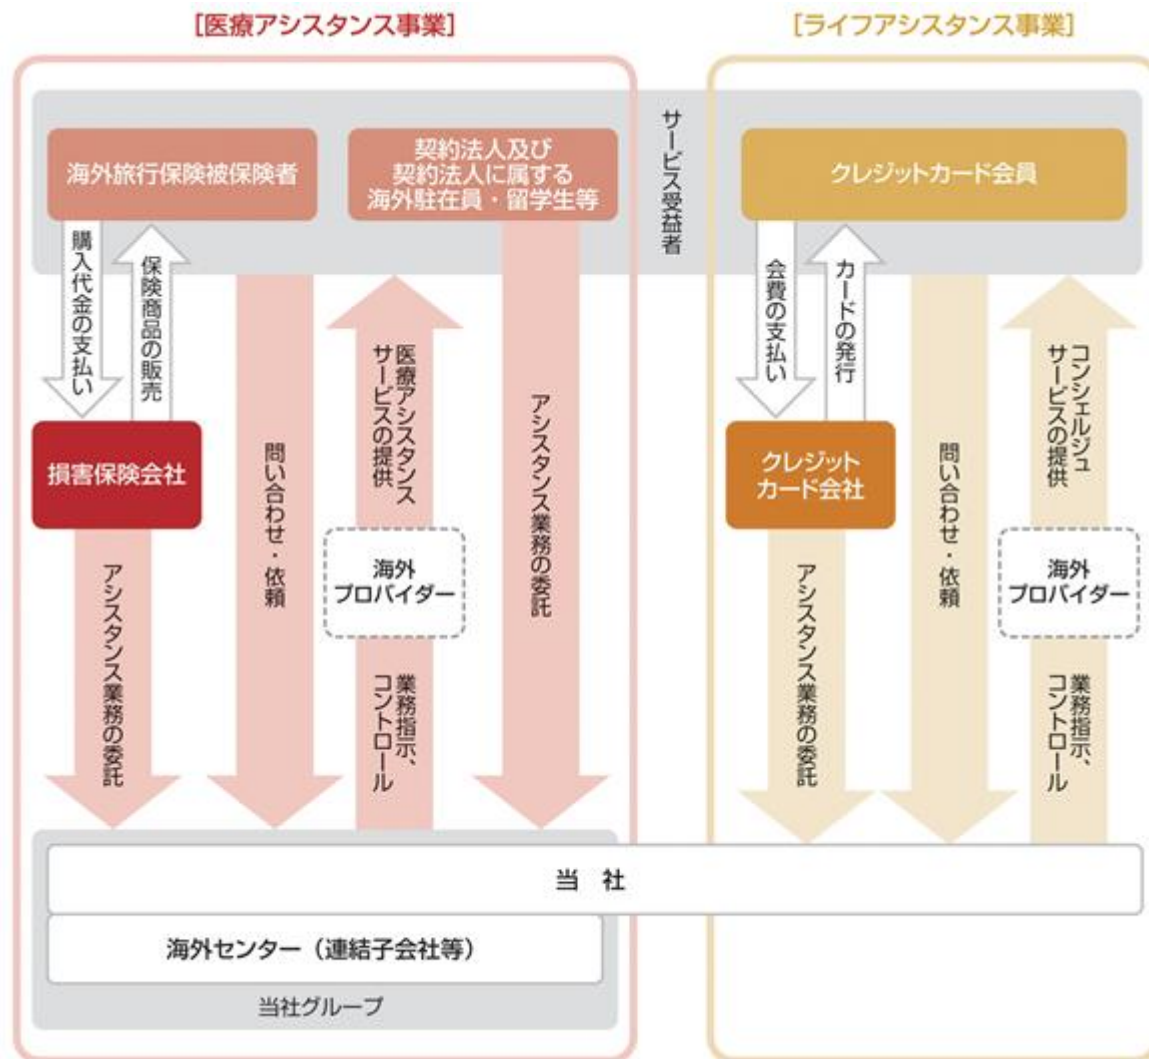 [医療アシスタンス事業]
[ライフアシスタンス事業]
サービス受益者
海外旅行保険被保険者
契約法人及び
契約法人に属する
海外駐在員・留学生等
クレジットカード会員
購入代金の支払い
保険商品の販売
会費の支払い
カードの発行
損害保険会社
クレジット
カード会社
アシスタンス業務の委託
問い合わせ・依頼
医療アシスタンス
サービスの提供
海外
プロバイダー
業務指示、
コントロール
アシスタンス業務の委託
アシスタンス業務の委託
問い合わせ・依頼
コンシェルジュ
サービスの提供
海外
プロバイダー
業務指示、
コントロール
当 社
海外センター（連結子会社等）
当社グループ